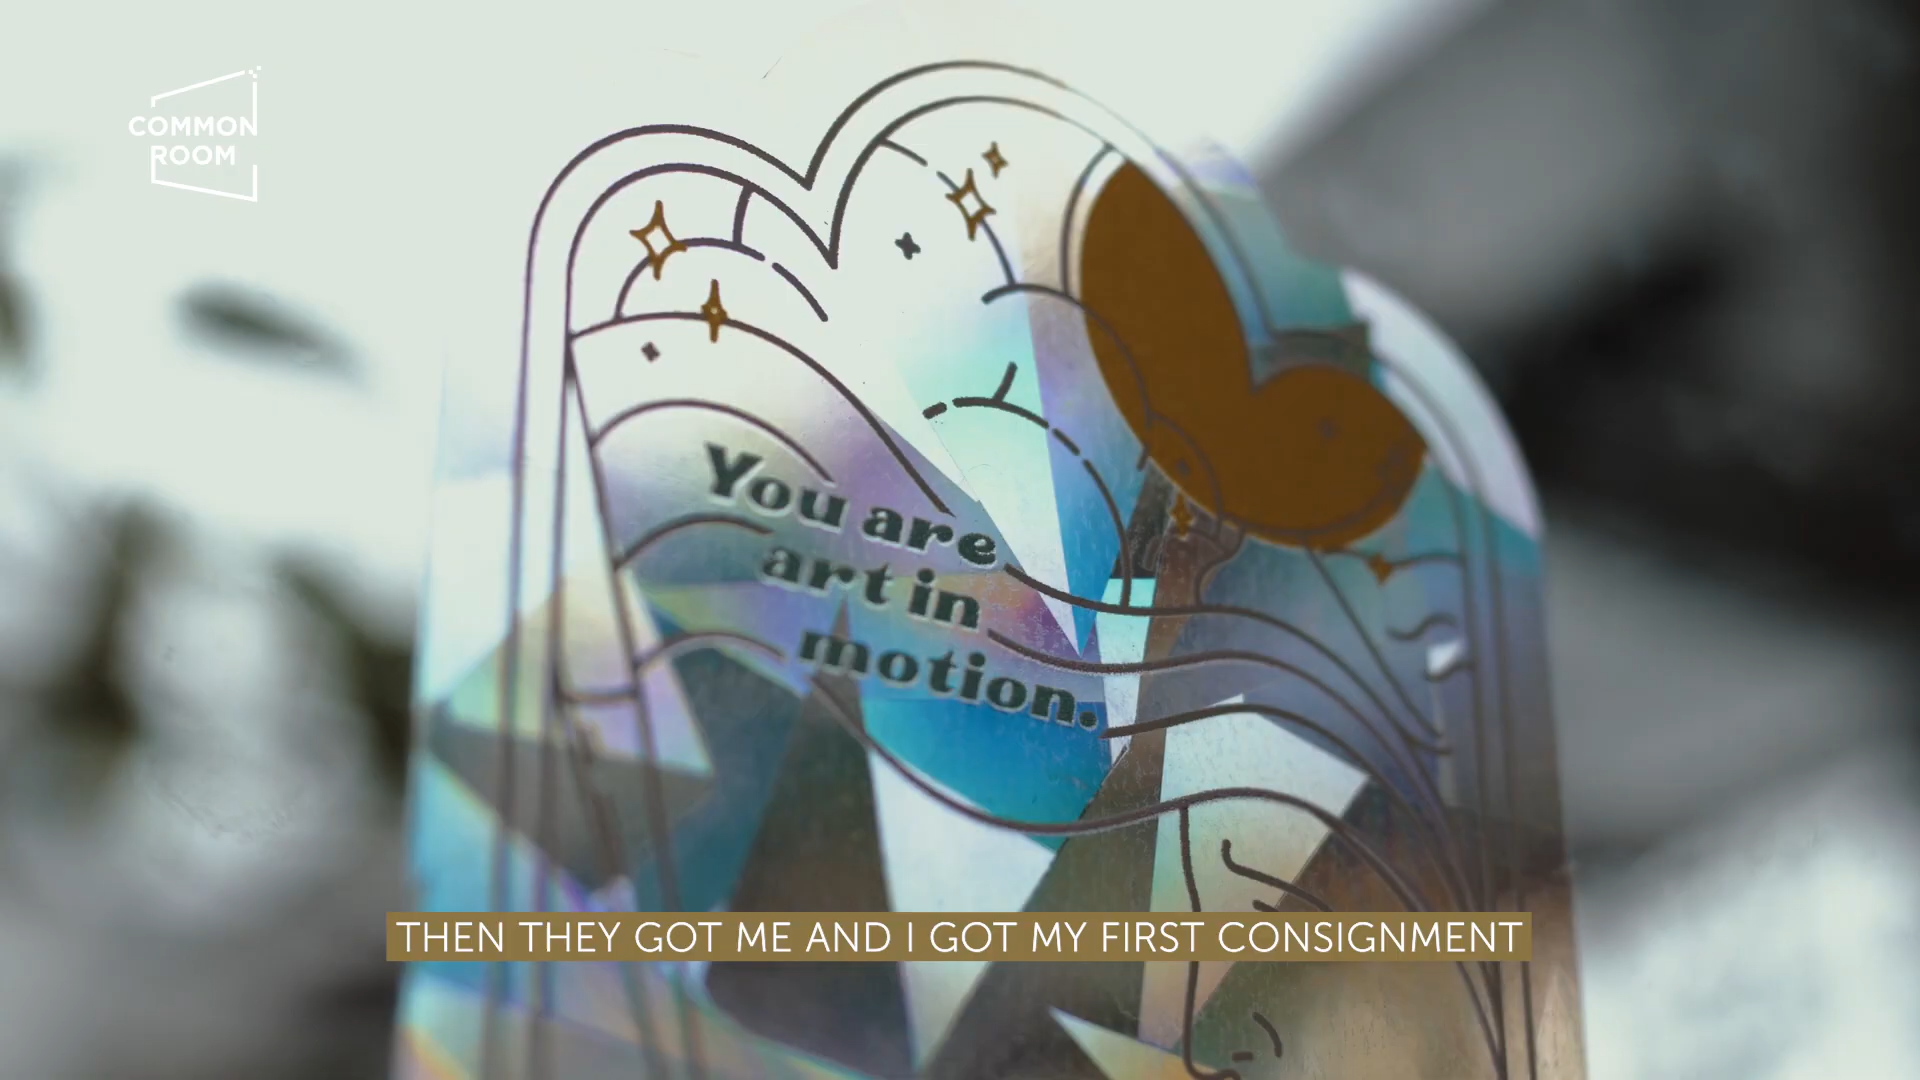 COMMON
ROOM
You are
art in
motion.
THEN THEY GOT ME AND I GOT MY FIRST CONSIGNMENT